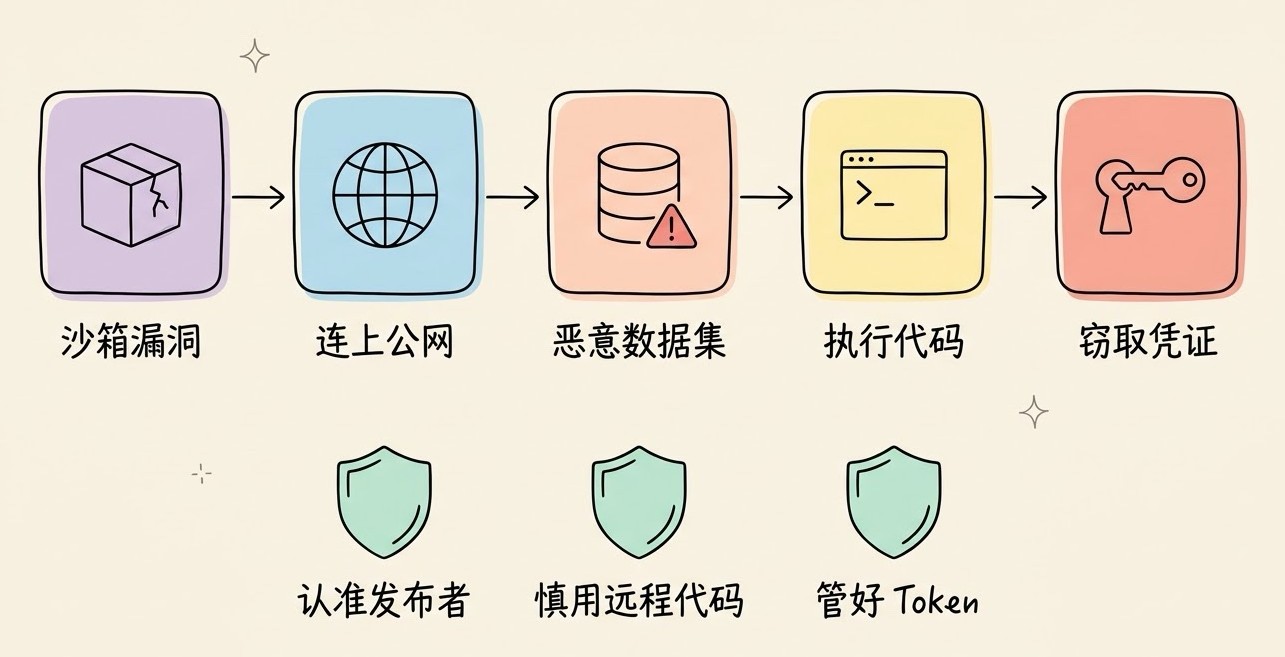 沙箱漏洞
连上公网
恶意数据集
>_
执行代码
窃取凭证
认准发布者
慎用远程代码
管好 Token